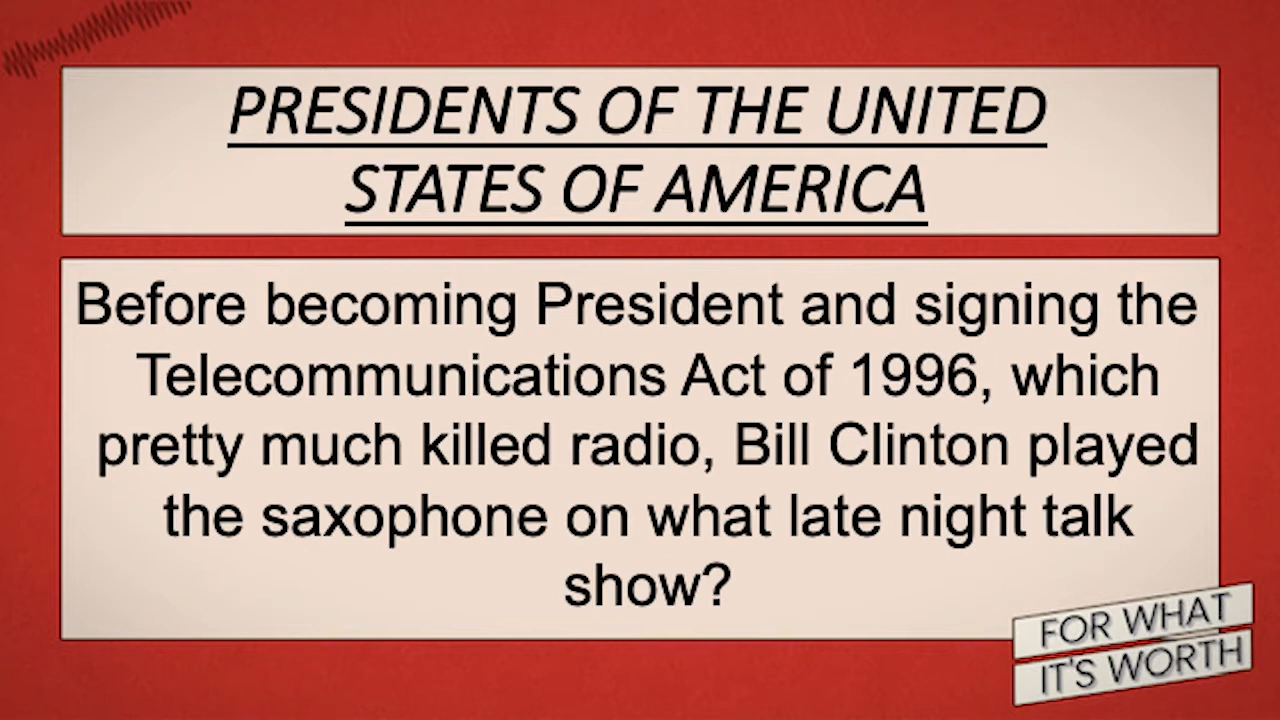 PRESIDENTS OF THE UNITED
STATES OF AMERICA
Before becoming President and signing the
Telecommunications Act of 1996, which
pretty much killed radio, Bill Clinton played
the saxophone on what late night talk
show?
FOR WHAT
IT'S WORTH